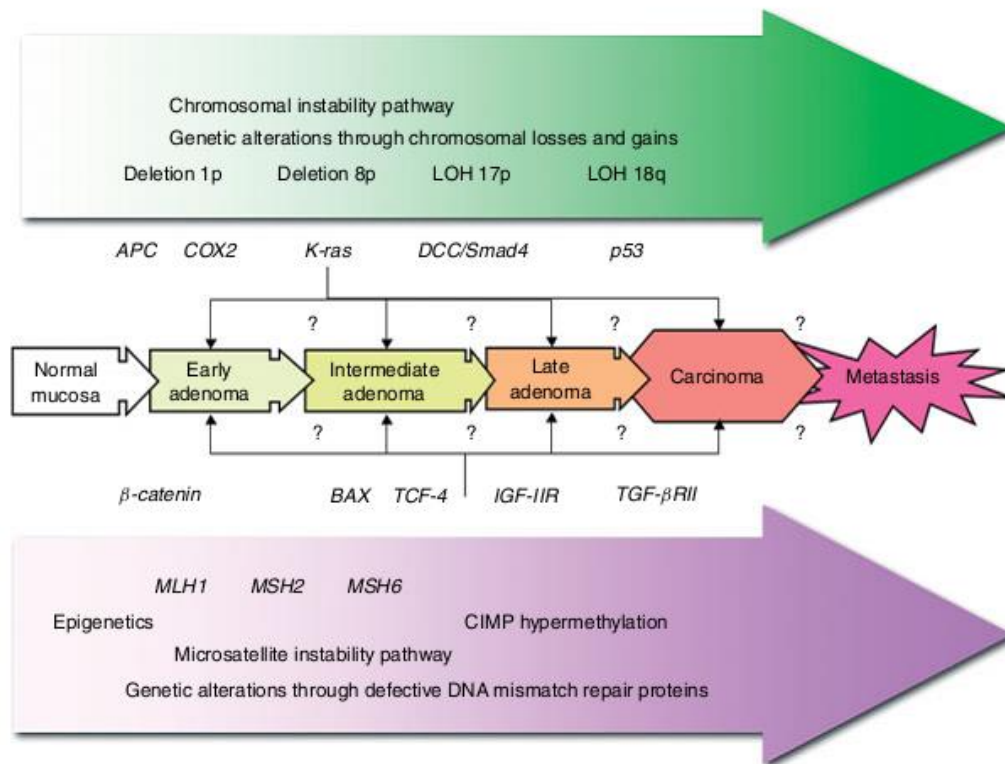 Chromosomal instability pathway
Genetic alterations through chromosomal losses and gains
Deletion 1p Deletion 8p LOH 17p LOH 18q
APC COX2 K-ras DCC/Smad4 p53
? ? ? ?
Normal mucosa
Early adenoma
Intermediate adenoma
Late adenoma
Carcinoma
Metastasis
? ? ? ?
β-catenin BAX TCF-4 IGF-IIR TGF-βRII
MLH1 MSH2 MSH6
Epigenetics CIMP hypermethylation
Microsatellite instability pathway
Genetic alterations through defective DNA mismatch repair proteins